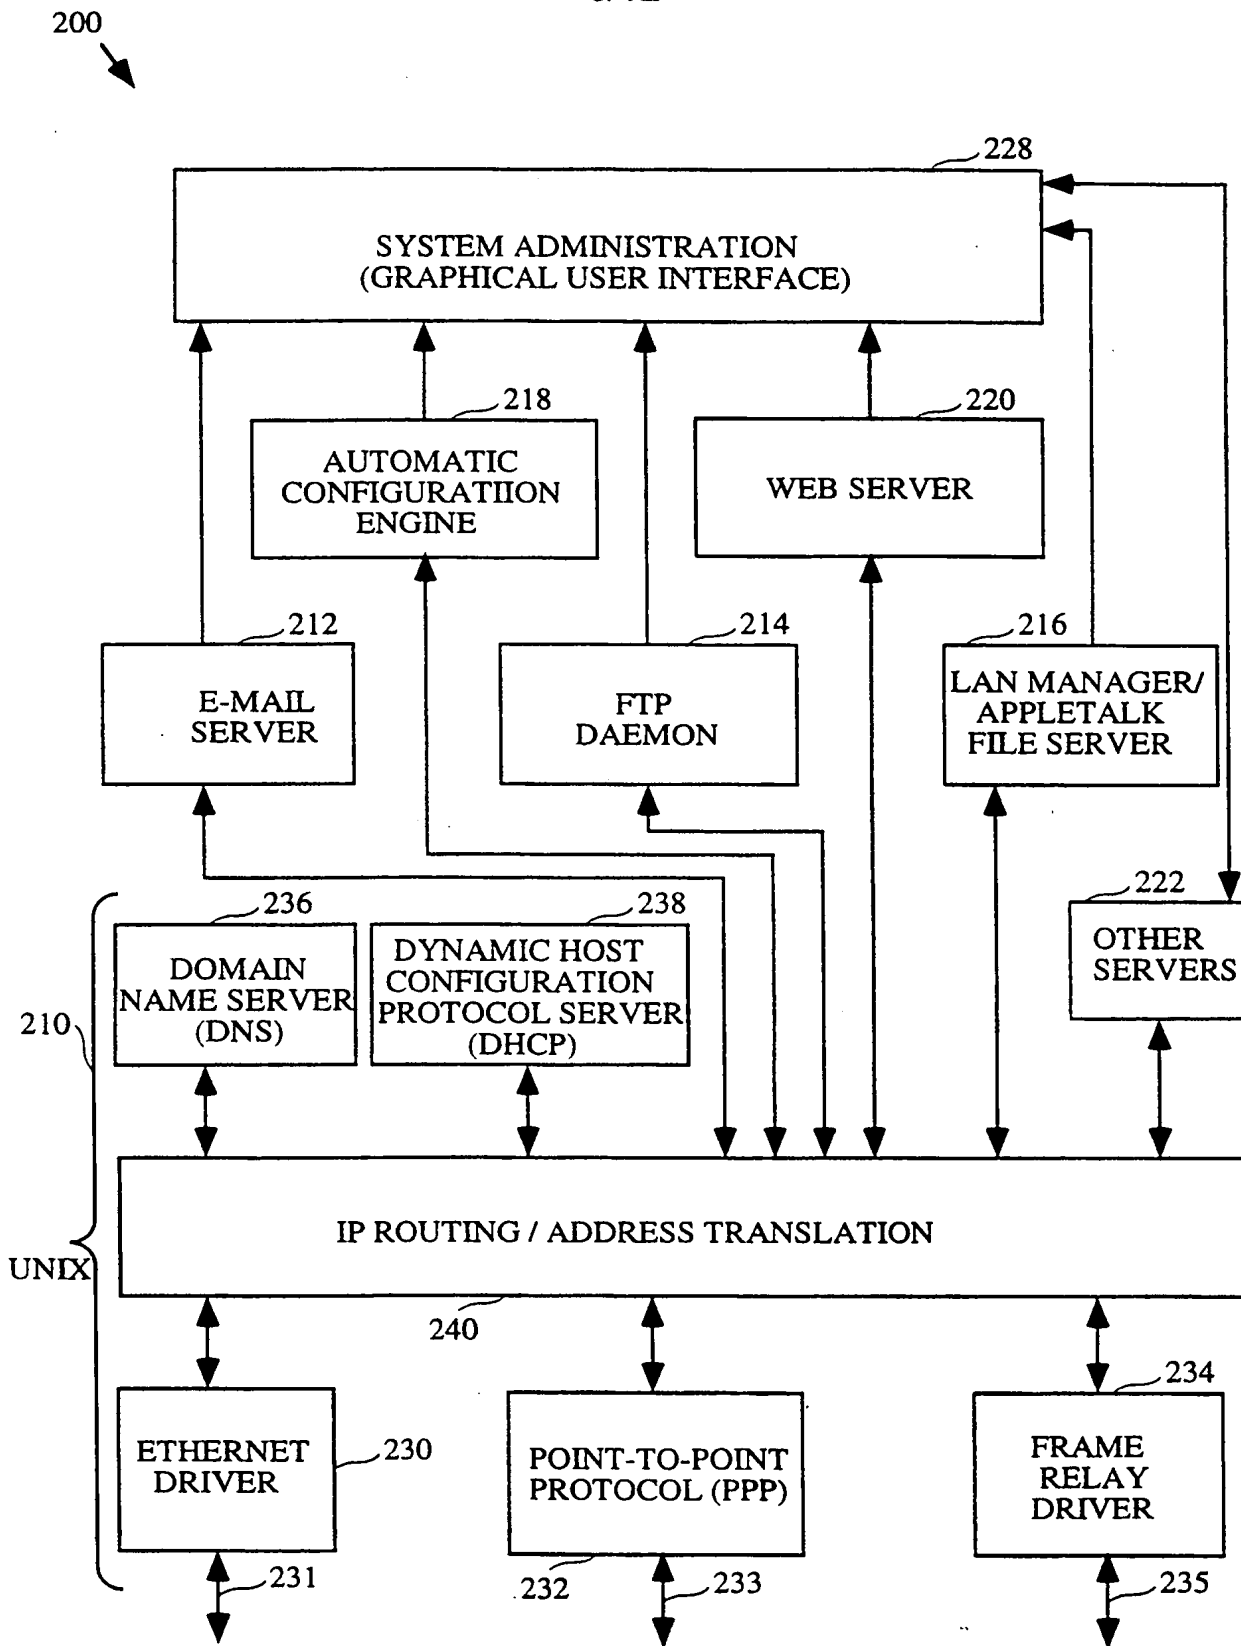 200
228
SYSTEM ADMINISTRATION
(GRAPHICAL USER INTERFACE)
218
220
AUTOMATIC
CONFIGURATIION
ENGINE
WEB SERVER
212
214
216
E-MAIL
SERVER
FTP
DAEMON
LAN MANAGER/
APPLETALK
FILE SERVER
236
238
222
DOMAIN
NAME SERVER
(DNS)
DYNAMIC HOST
CONFIGURATION
PROTOCOL SERVER
(DHCP)
OTHER
SERVERS
210
IP ROUTING / ADDRESS TRANSLATION
UNIX
240
234
ETHERNET
DRIVER
230
POINT-TO-POINT
PROTOCOL (PPP)
FRAME
RELAY
DRIVER
231
232
233
235